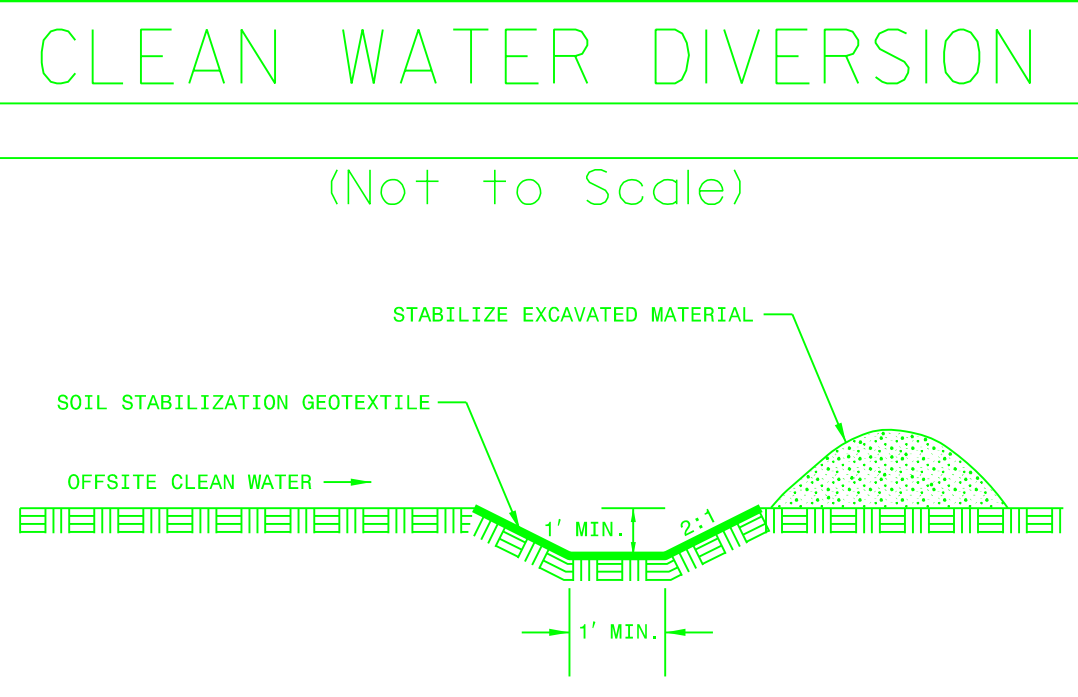 CLEAN WATER DIVERSION
(Not to Scale)
STABILIZE EXCAVATED MATERIAL
SOIL STABILIZATION GEOTEXTILE
OFFSITE CLEAN WATER
1' MIN.
2:1
1' MIN.